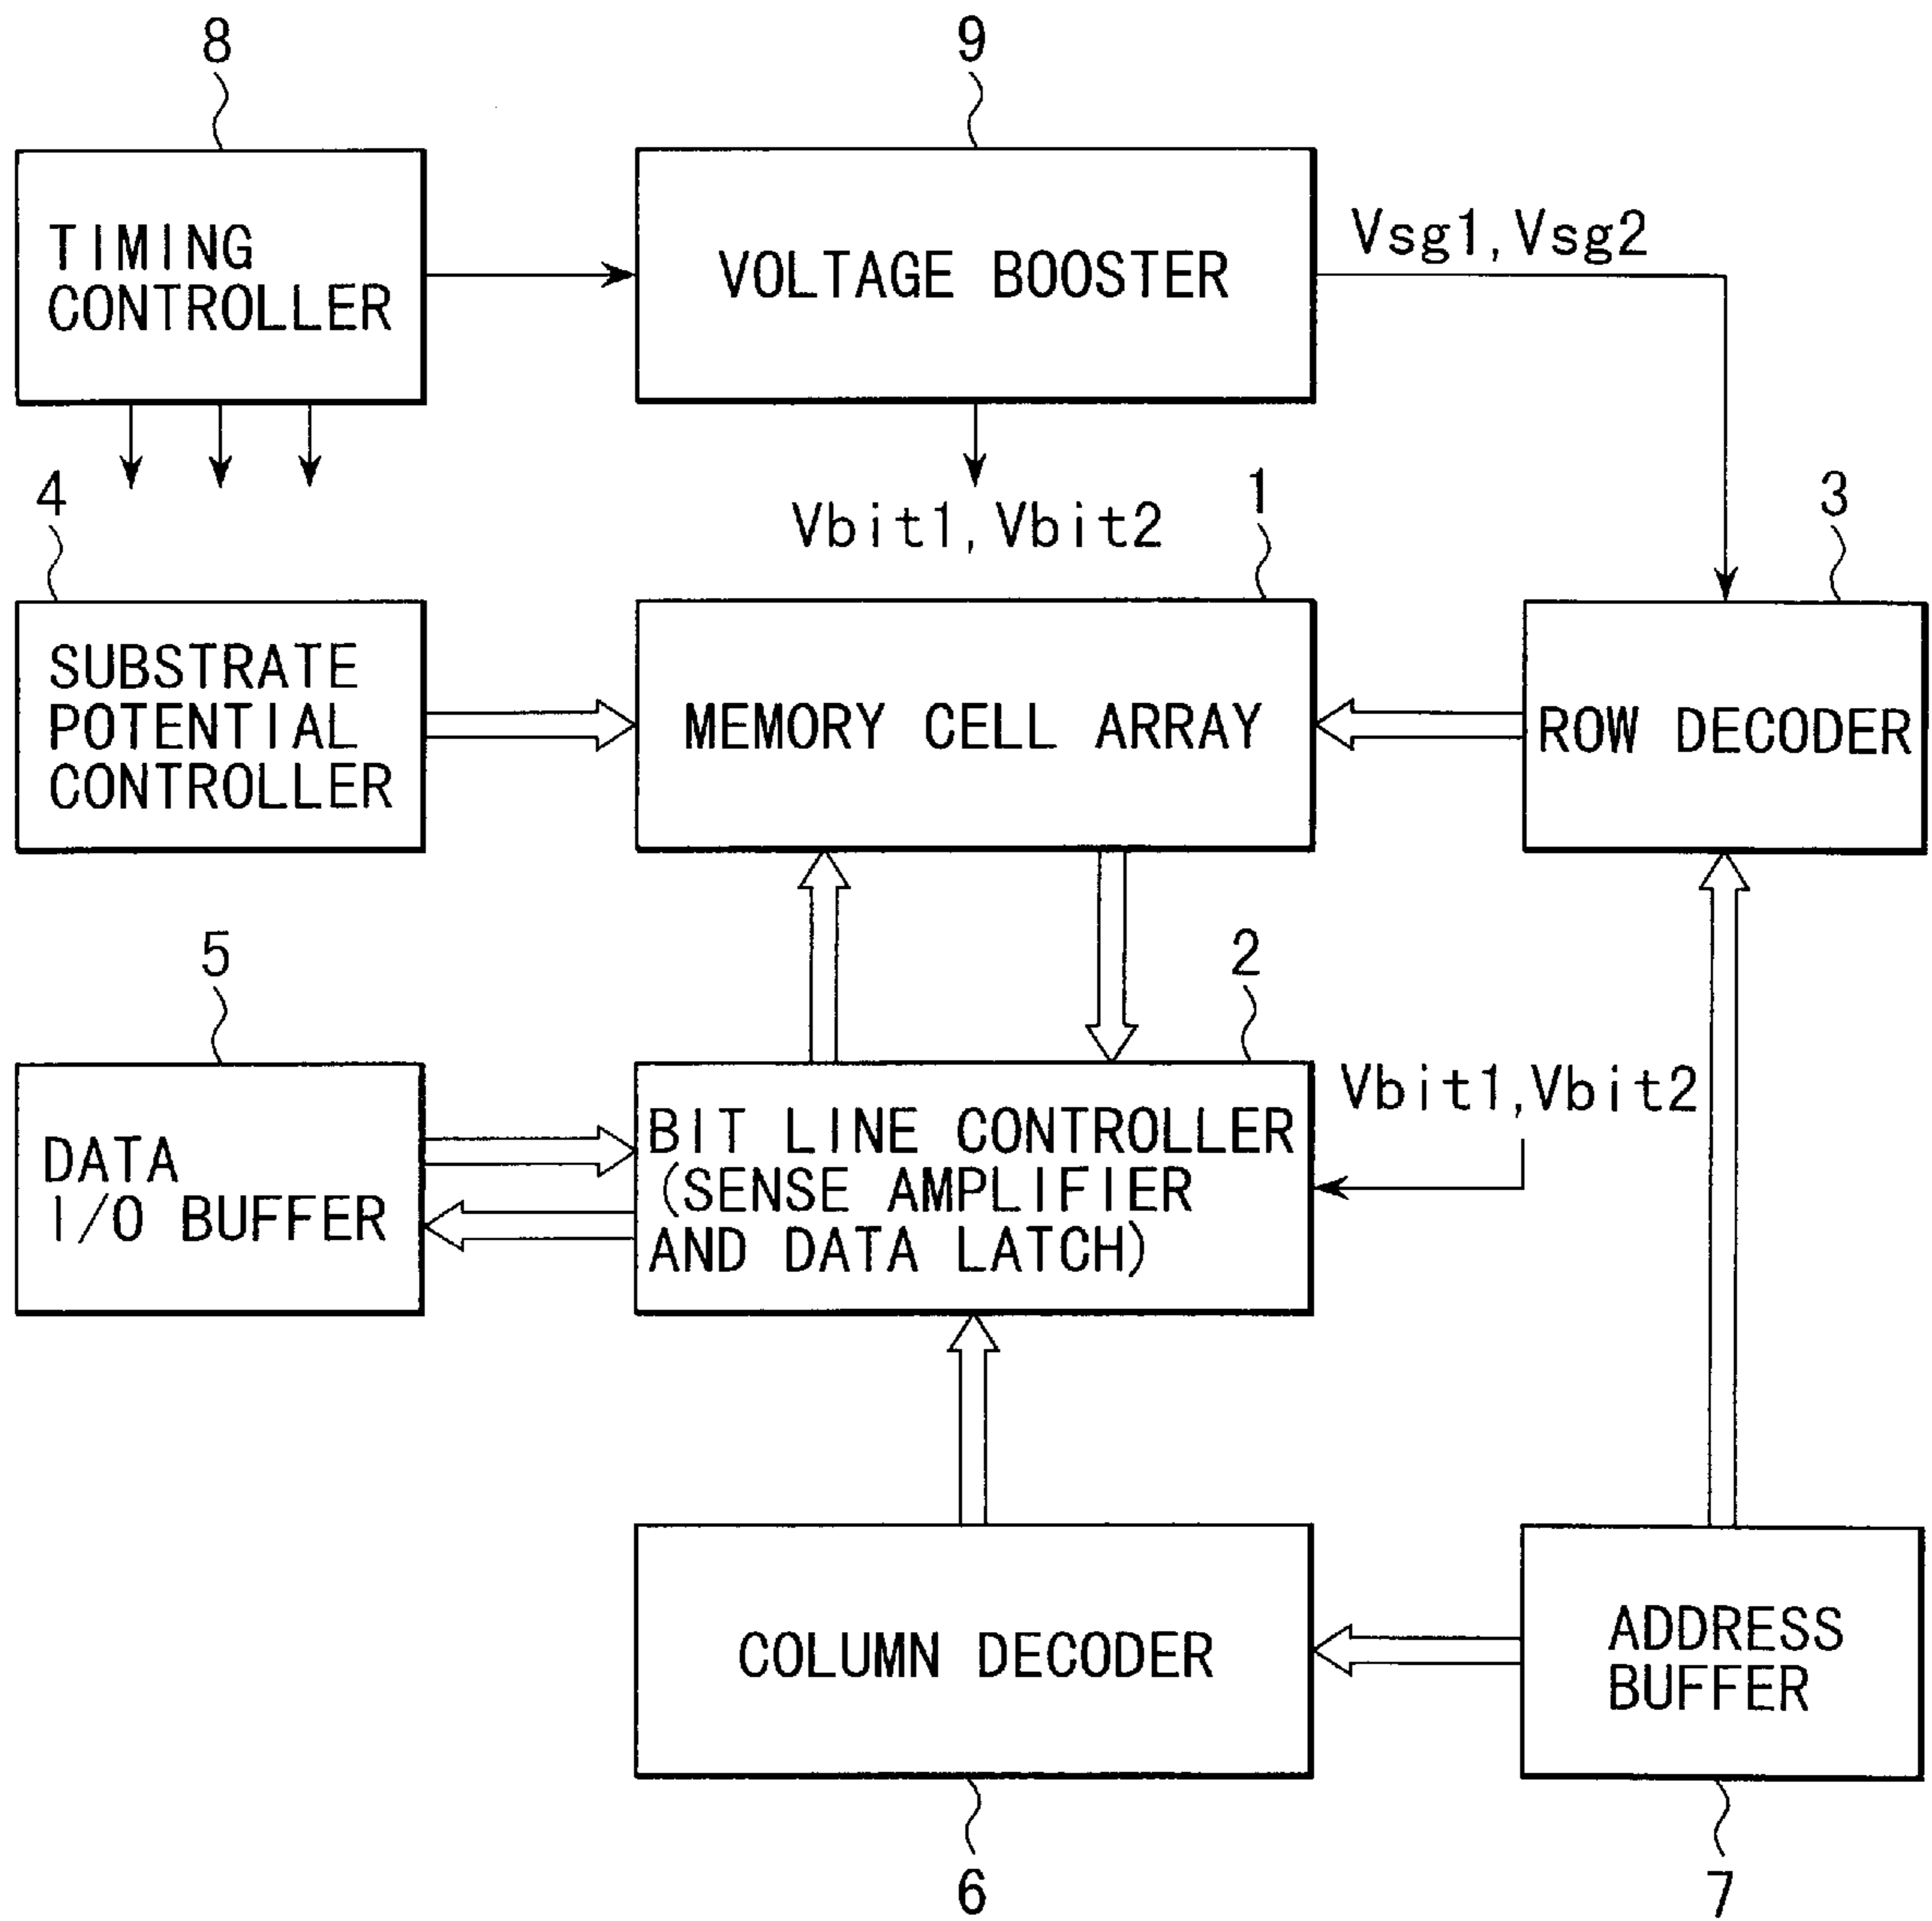 8
9
TIMING
CONTROLLER
VOLTAGE BOOSTER
Vsg1, Vsg2
4
Vbit1, Vbit2
1
3
SUBSTRATE
POTENTIAL
CONTROLLER
MEMORY CELL ARRAY
ROW DECODER
5
2
DATA
I/O BUFFER
BIT LINE CONTROLLER
(SENSE AMPLIFIER
AND DATA LATCH)
Vbit1, Vbit2
COLUMN DECODER
ADDRESS
BUFFER
6
7